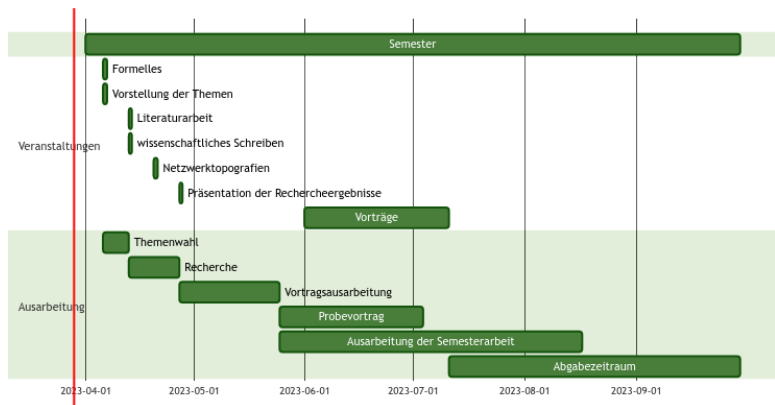 Semester
Formelles
Vorstellung der Themen
Literaturarbeit
wissenschaftliches Schreiben
Veranstaltungen
Netzwerktopografien
Präsentation der Rechercheergebnisse
Vorträge
Themenwahl
Recherche
Vortragsausarbeitung
Ausarbeitung
Probevortrag
Ausarbeitung der Semesterarbeit
Abgabezeitraum
2023-04-01 2023-05-01 2023-06-01 2023-07-01 2023-08-01 2023-09-01